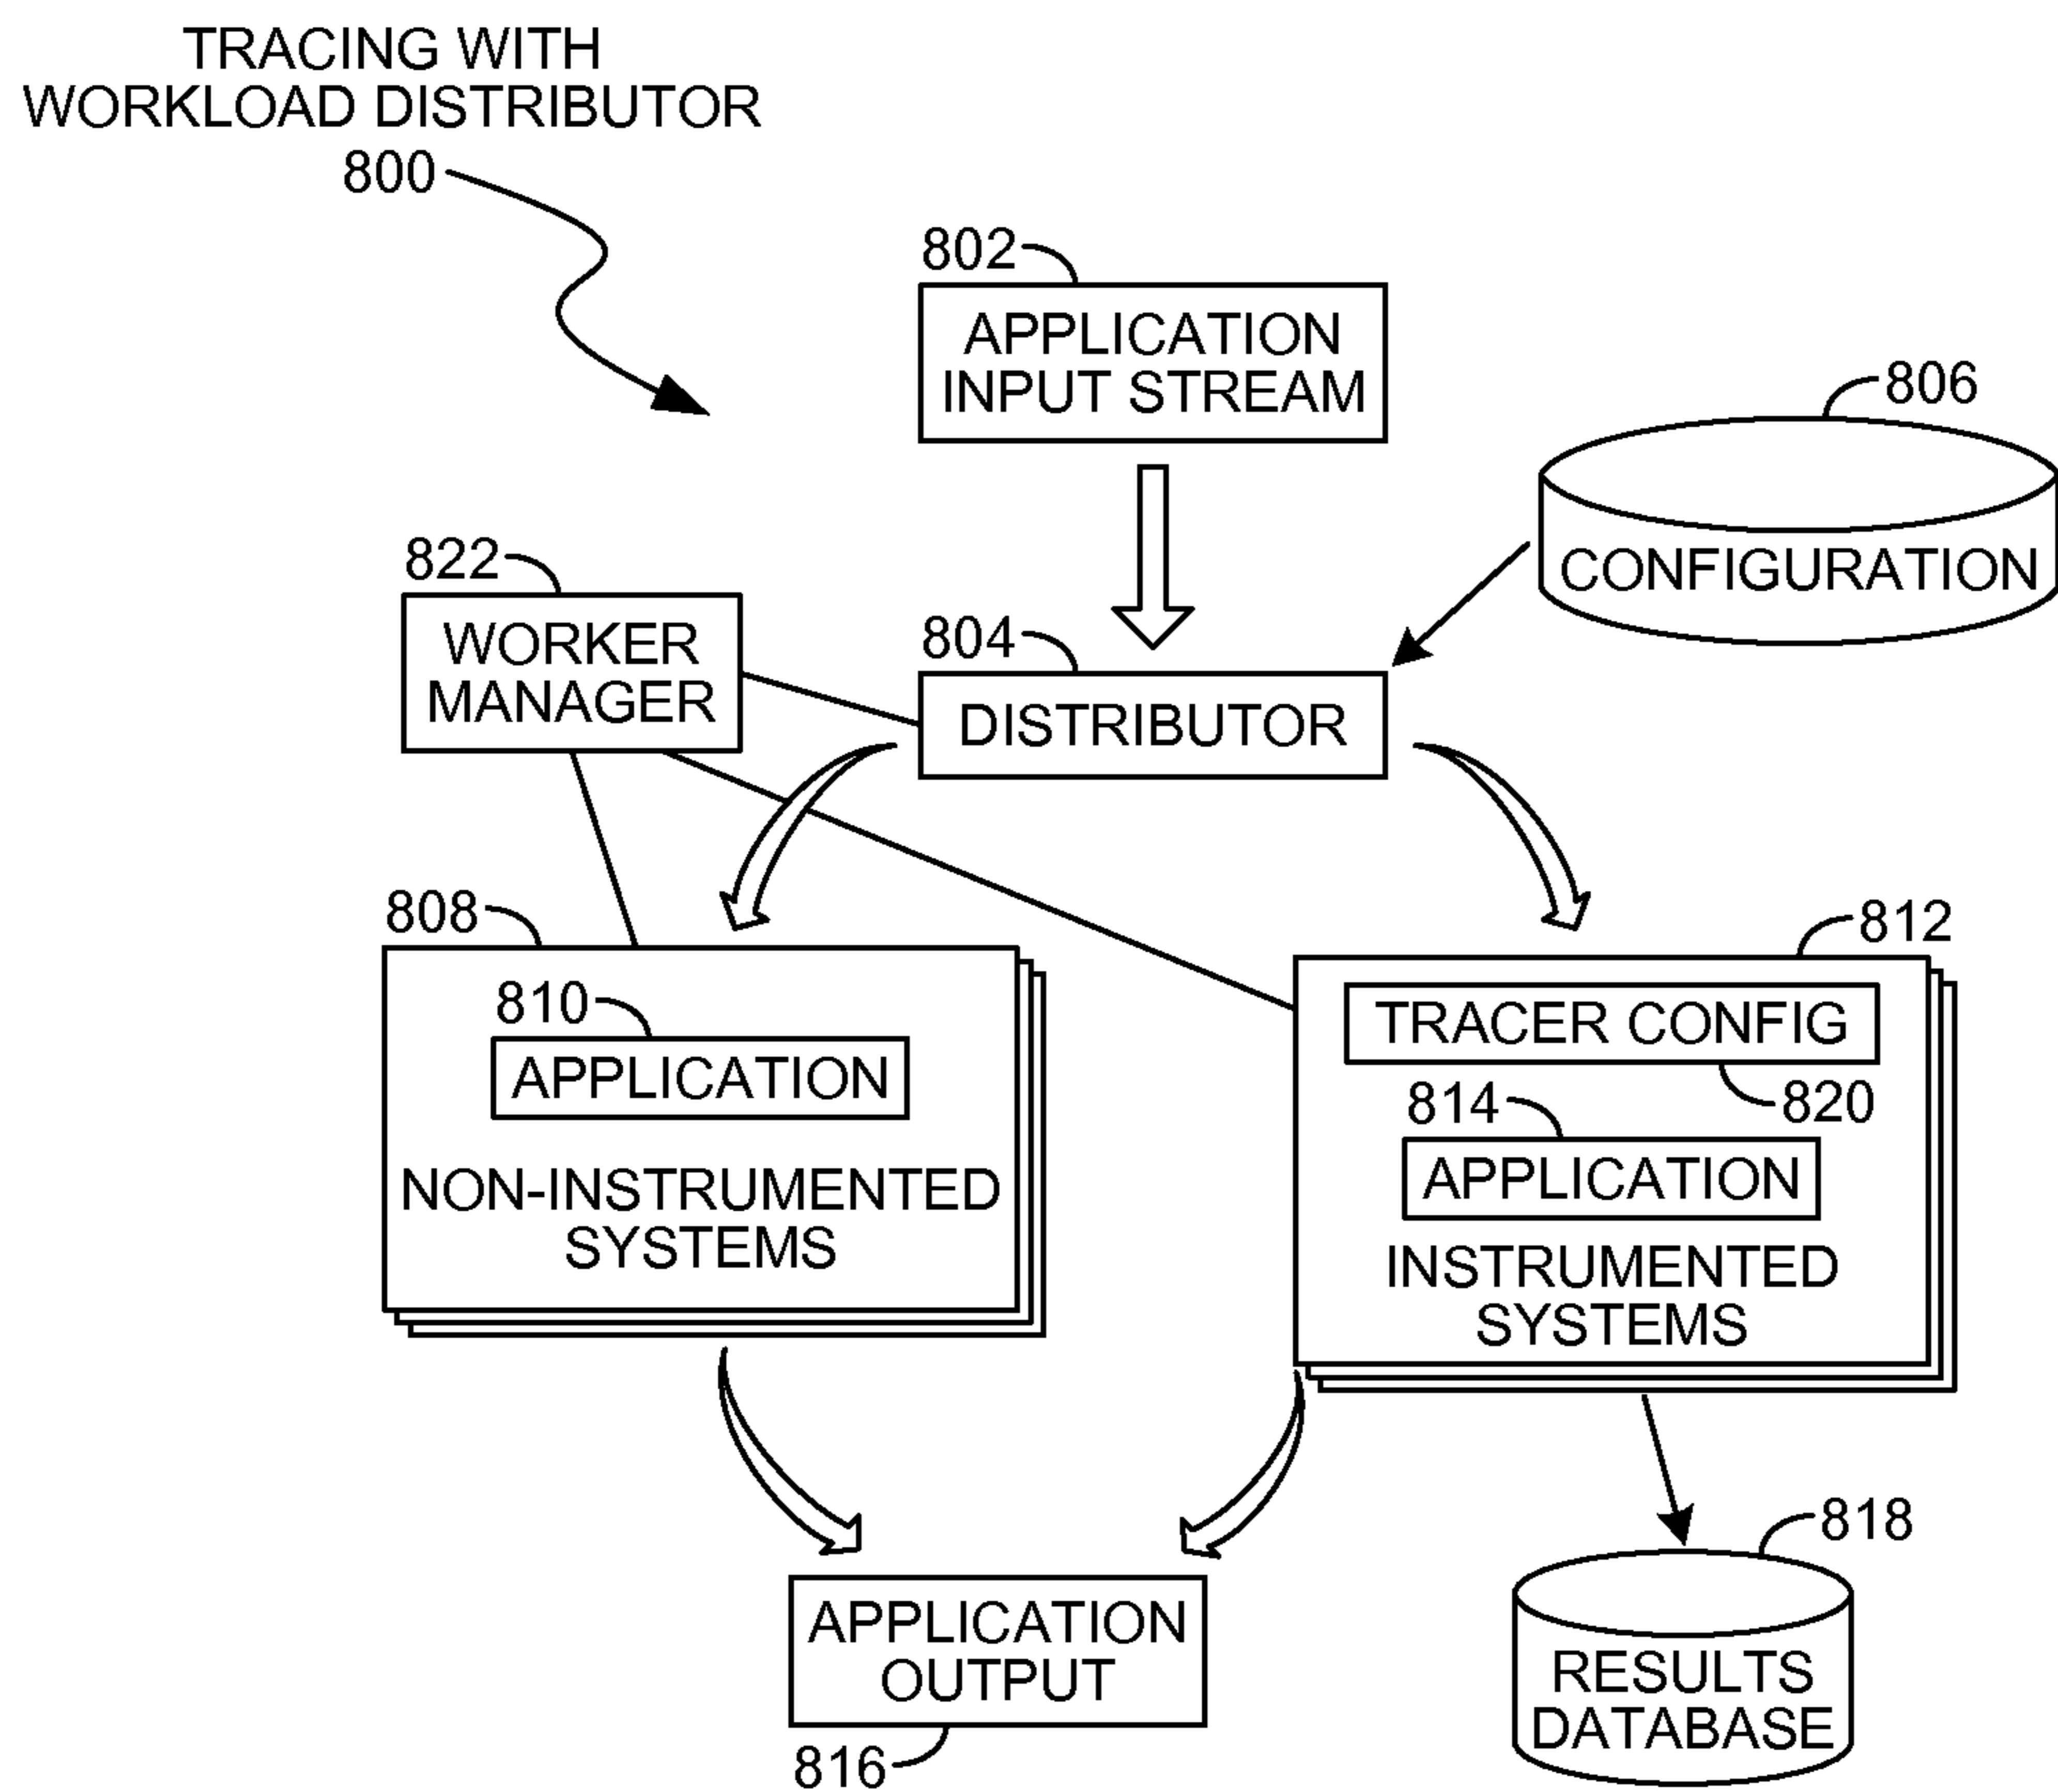 TRACING WITH
WORKLOAD DISTRIBUTOR
800
802
APPLICATION
INPUT STREAM
806
CONFIGURATION
822
WORKER
MANAGER
804
DISTRIBUTOR
808
810
APPLICATION
NON-INSTRUMENTED
SYSTEMS
812
TRACER CONFIG
820
814
APPLICATION
INSTRUMENTED
SYSTEMS
APPLICATION
OUTPUT
816
818
RESULTS
DATABASE